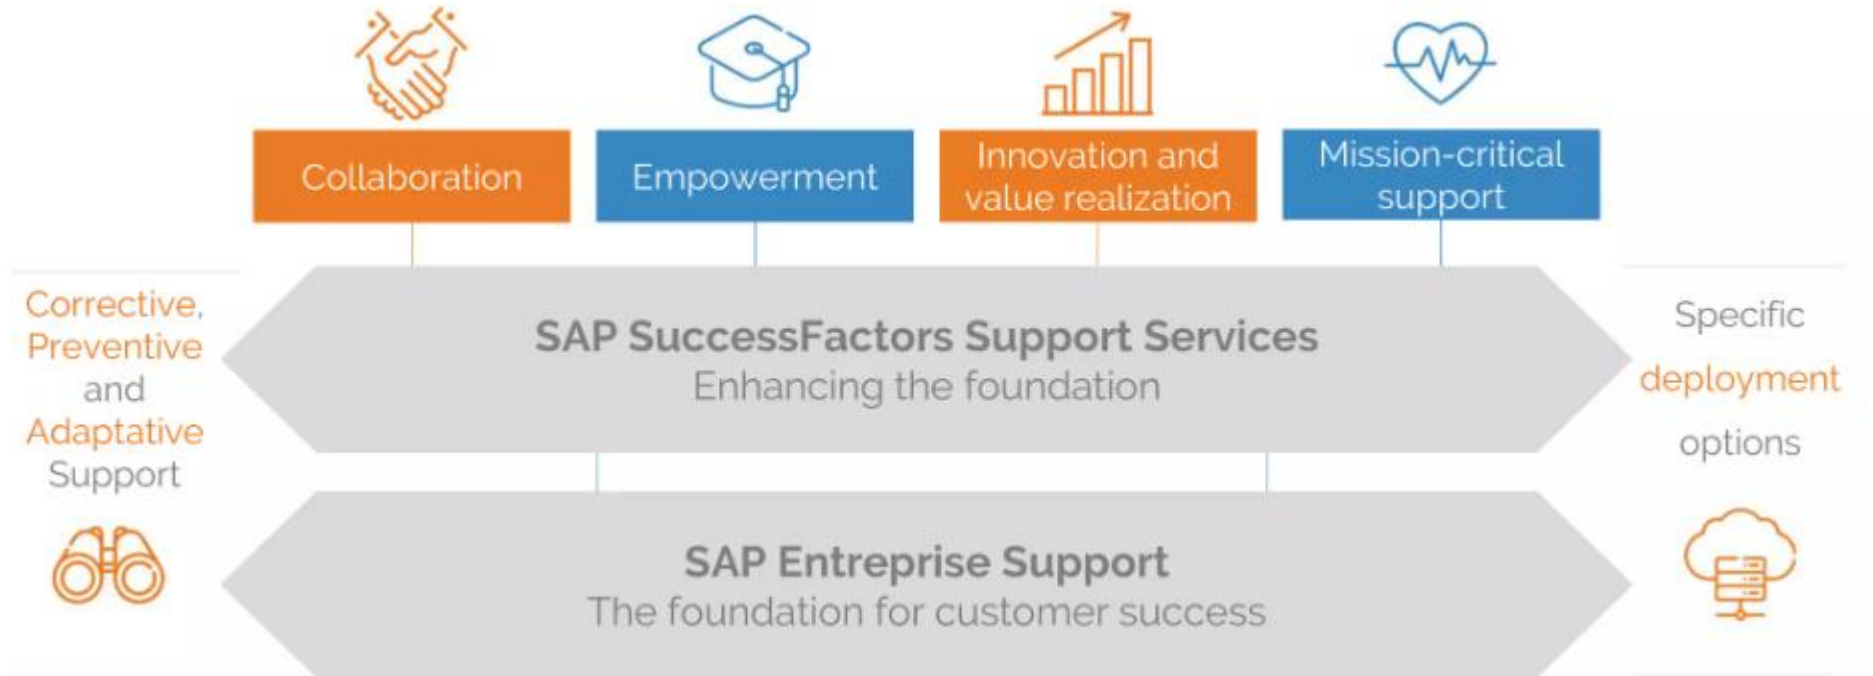 Collaboration
Empowerment
Innovation and
value realization
Mission-critical
support
Corrective,
Preventive
and
Adaptative
Support
SAP SuccessFactors Support Services
Enhancing the foundation
Specific
deployment
options
SAP Entreprise Support
The foundation for customer success